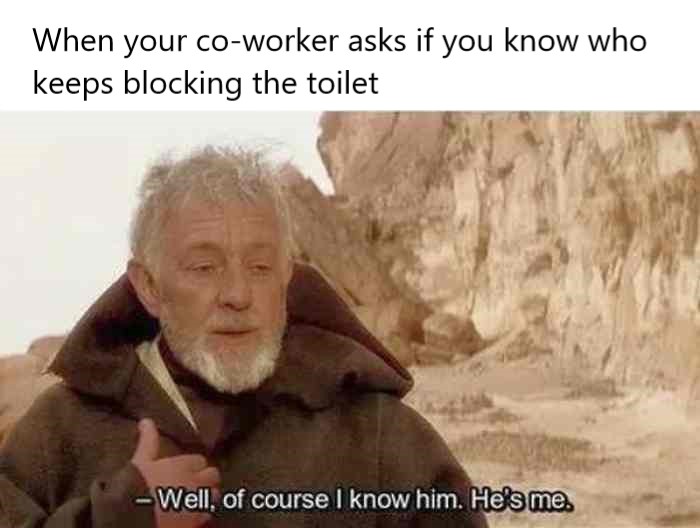 When your co-worker asks if you know who
keeps blocking the toilet
– Well, of course I know him. He's me.